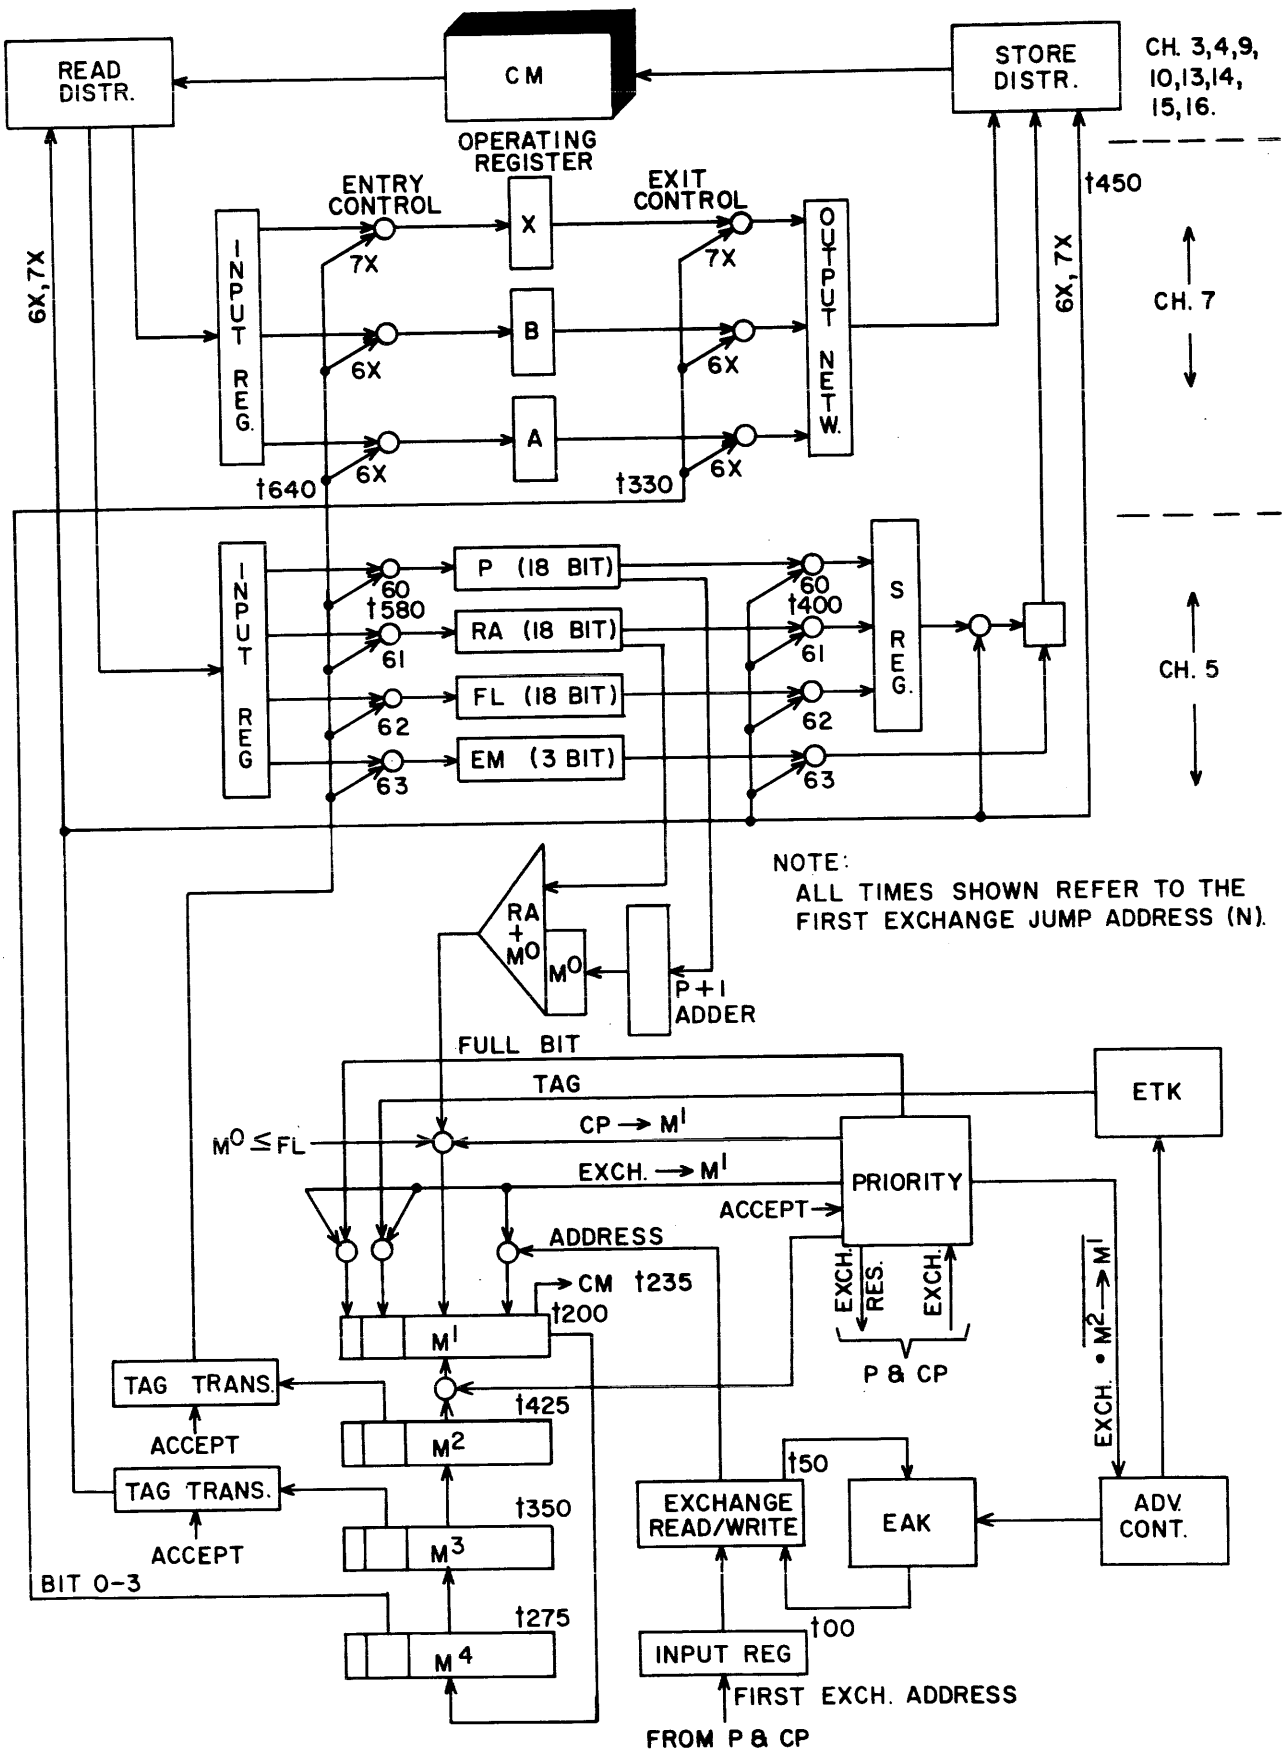 READ
DISTR.
CM
STORE
DISTR.
CH. 3,4,9,
10,13,14,
15,16.
OPERATING
REGISTER
ENTRY
CONTROL
EXIT
CONTROL
t450
INPUT REG.
X
B
A
7X
6X
6X
7X
6X
6X
OUTPUT NETW.
6X, 7X
6X, 7X
CH. 7
t640
t330
INPUT REG
P (18 BIT)
RA (18 BIT)
FL (18 BIT)
EM (3 BIT)
60
t580
61
62
63
60
t400
61
62
63
S REG.
CH. 5
NOTE:
ALL TIMES SHOWN REFER TO THE
FIRST EXCHANGE JUMP ADDRESS (N).
RA
+
M⁰
M⁰
P+1
ADDER
FULL BIT
TAG
ETK
M⁰ ≤ FL
CP → M¹
EXCH. → M¹
PRIORITY
ACCEPT
ADDRESS
CM t235
t200
EXCH.
RES.
EXCH.
P & CP
EXCH. • M² → M¹
M¹
TAG TRANS.
ACCEPT
t425
M²
TAG TRANS.
ACCEPT
t350
M³
BIT 0-3
t275
M⁴
t50
EXCHANGE
READ/WRITE
EAK
ADV.
CONT.
t00
INPUT REG
FIRST EXCH. ADDRESS
FROM P & CP